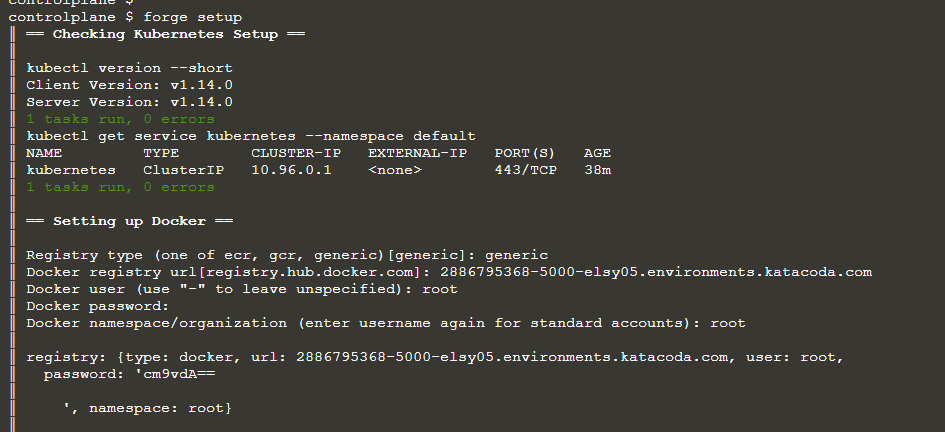 controlplane $
controlplane $ forge setup
== Checking Kubernetes Setup ==
kubectl version --short
Client Version: v1.14.0
Server Version: v1.14.0
1 tasks run, 0 errors
kubectl get service kubernetes --namespace default
NAME TYPE CLUSTER-IP EXTERNAL-IP PORT(S) AGE
kubernetes ClusterIP 10.96.0.1 <none> 443/TCP 38m
1 tasks run, 0 errors
== Setting up Docker ==
Registry type (one of ecr, gcr, generic)[generic]: generic
Docker registry url[registry.hub.docker.com]: 2886795368-5000-elsy05.environments.katacoda.com
Docker user (use "-" to leave unspecified): root
Docker password:
Docker namespace/organization (enter username again for standard accounts): root
registry: {type: docker, url: 2886795368-5000-elsy05.environments.katacoda.com, user: root,
password: 'cm9vdA==
', namespace: root}